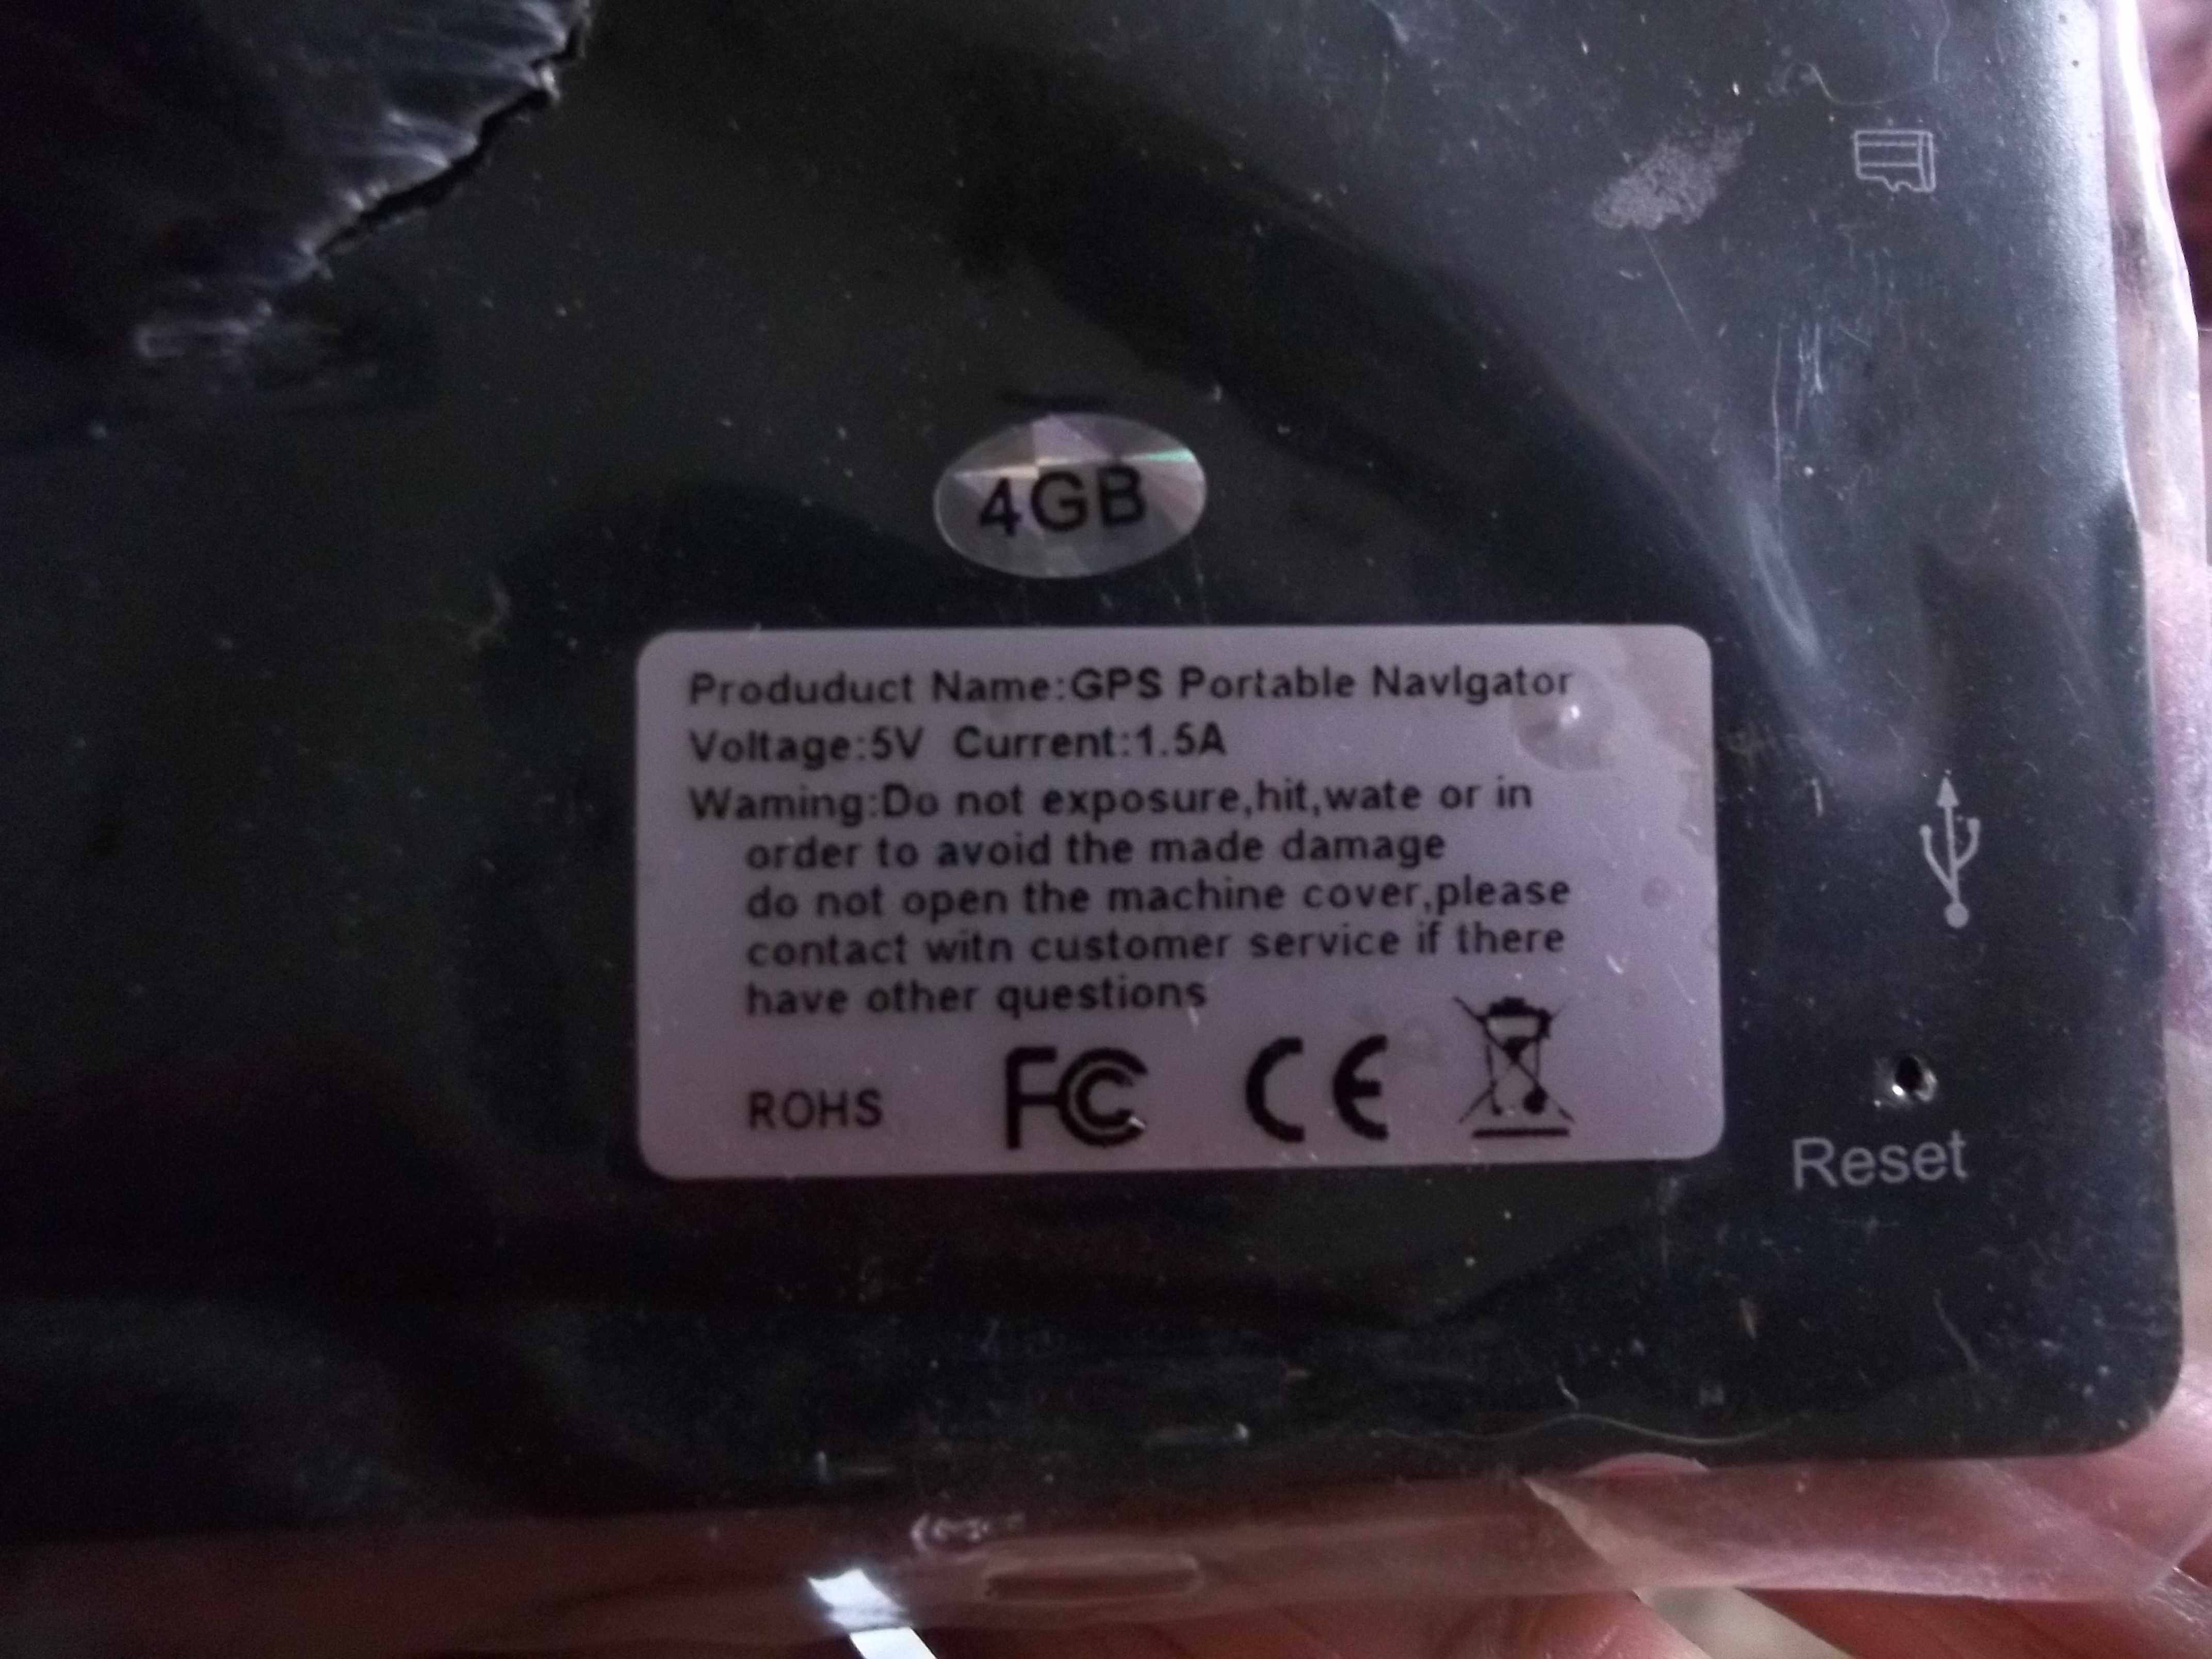 4GB
Produduct Name:GPS Portable NavIgator
Voltage:5V Current:1.5A
Waming:Do not exposure,hit,wate or in
order to avoid the made damage
do not open the machine cover,please
contact witn customer service if there
have other questions
ROHS FC CE
Reset